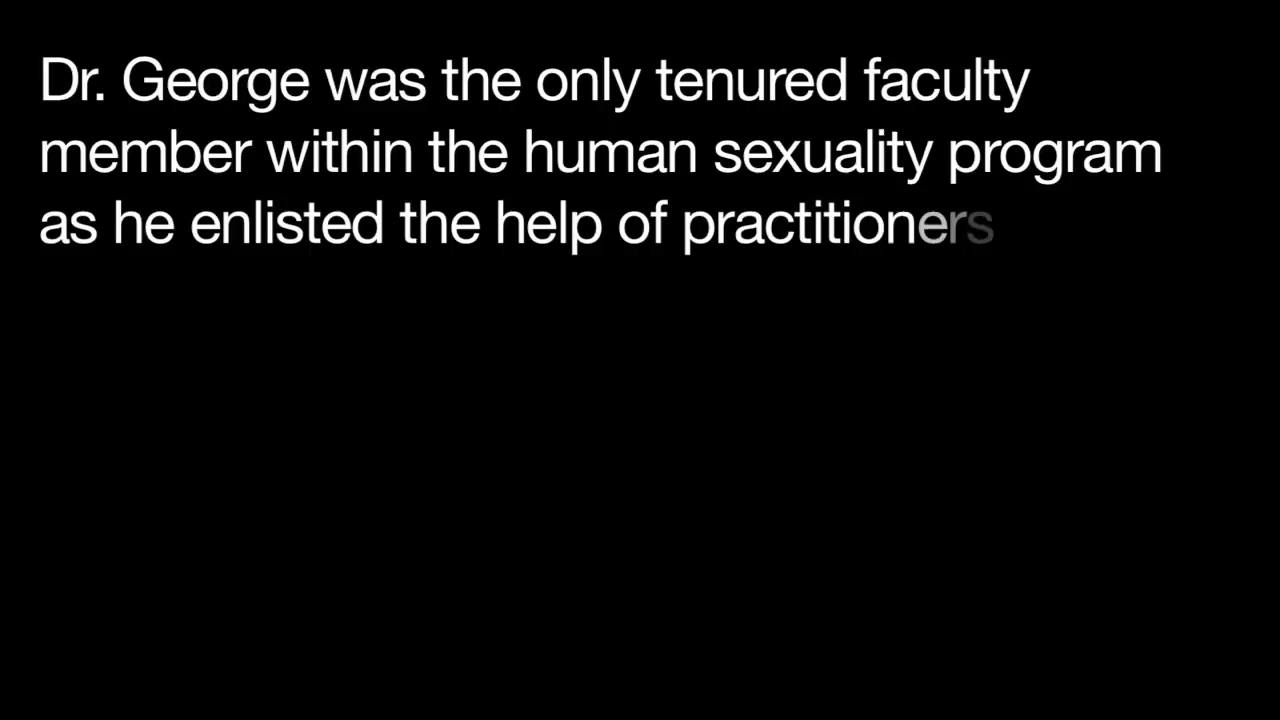 Dr. George was the only tenured faculty
member within the human sexuality program
as he enlisted the help of practitioners